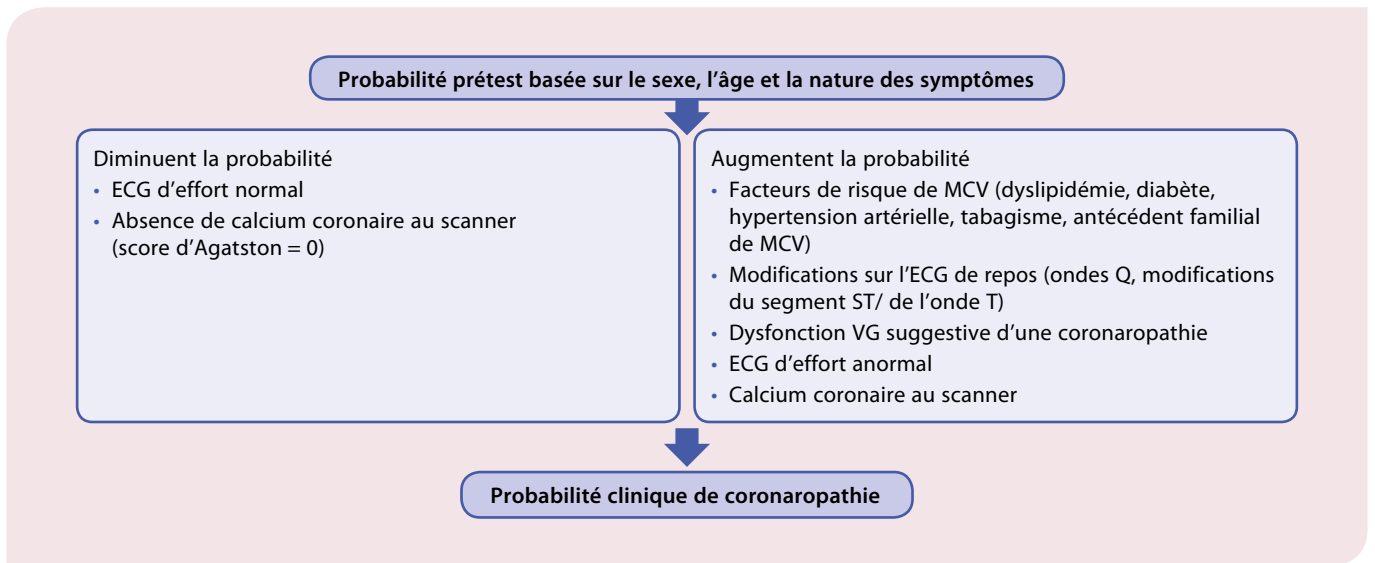 Probabilité prétest basée sur le sexe, l’âge et la nature des symptômes
Diminuent la probabilité
• ECG d’effort normal
• Absence de calcium coronaire au scanner
(score d’Agatston = 0)
Augmentent la probabilité
• Facteurs de risque de MCV (dyslipidémie, diabète,
hypertension artérielle, tabagisme, antécédent familial
de MCV)
• Modifications sur l’ECG de repos (ondes Q, modifications
du segment ST/ de l’onde T)
• Dysfonction VG suggestive d’une coronaropathie
• ECG d’effort anormal
• Calcium coronaire au scanner
Probabilité clinique de coronaropathie